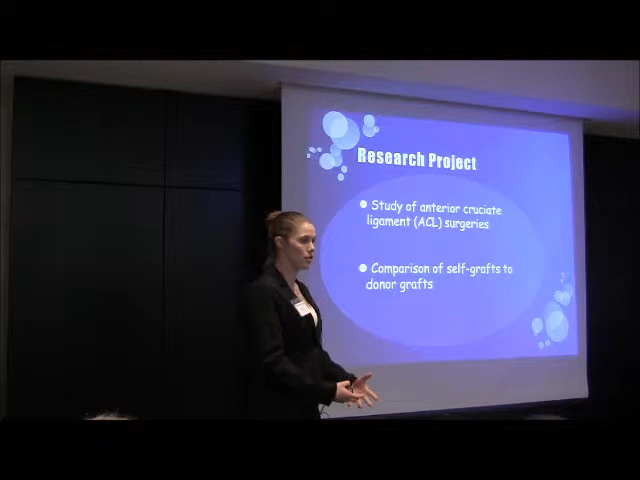 Research Project
Study of anterior cruciate
ligament (ACL) surgeries
Comparison of self-grafts to
donor grafts